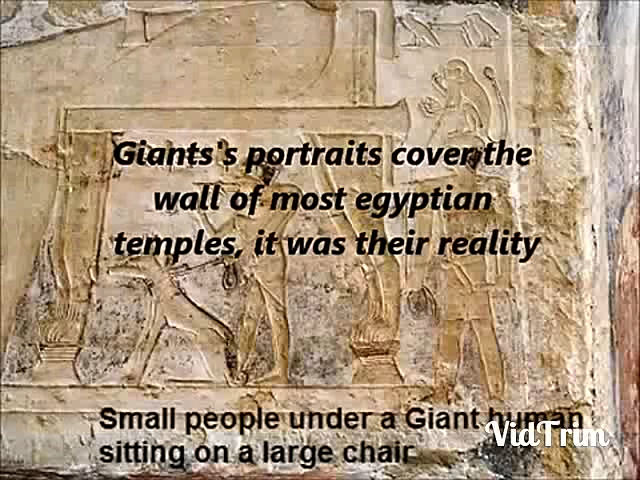 Giants's portraits cover the
wall of most egyptian
temples, it was their reality
Small people under a Giant human
sitting on a large chair
VidTrim